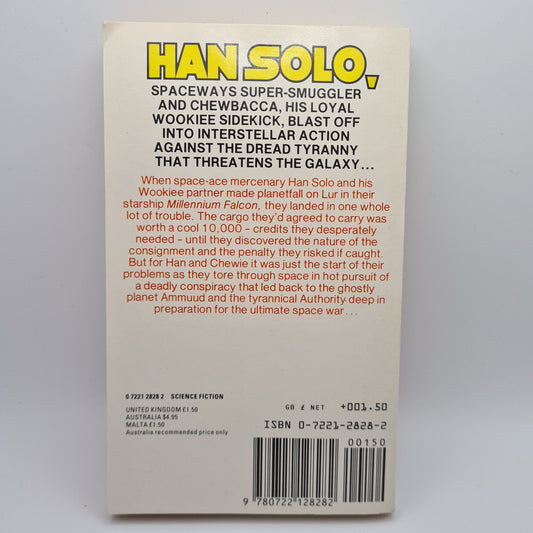 HAN SOLO,
SPACEWAYS SUPER-SMUGGLER
AND CHEWBACCA, HIS LOYAL
WOOKIEE SIDEKICK, BLAST OFF
INTO INTERSTELLAR ACTION
AGAINST THE DREAD TYRANNY
THAT THREATENS THE GALAXY...
When space-ace mercenary Han Solo and his
Wookiee partner made planetfall on Lur in their
starship Millennium Falcon, they landed in one whole
lot of trouble. The cargo they'd agreed to carry was
worth a cool 10,000 - credits they desperately
needed - until they discovered the nature of the
consignment and the penalty they risked if caught.
But for Han and Chewie it was just the start of their
problems as they tore through space in hot pursuit of
a deadly conspiracy that led back to the ghostly
planet Ammuud and the tyrannical Authority deep in
preparation for the ultimate space war...
0 7221 2828 2 SCIENCE FICTION
UNITED KINGDOM £1.50
AUSTRALIA $4.95
MALTA £1.50
Australia recommended price only
GB £ NET +001.50
ISBN 0-7221-2828-2
00150
9 780722 128282